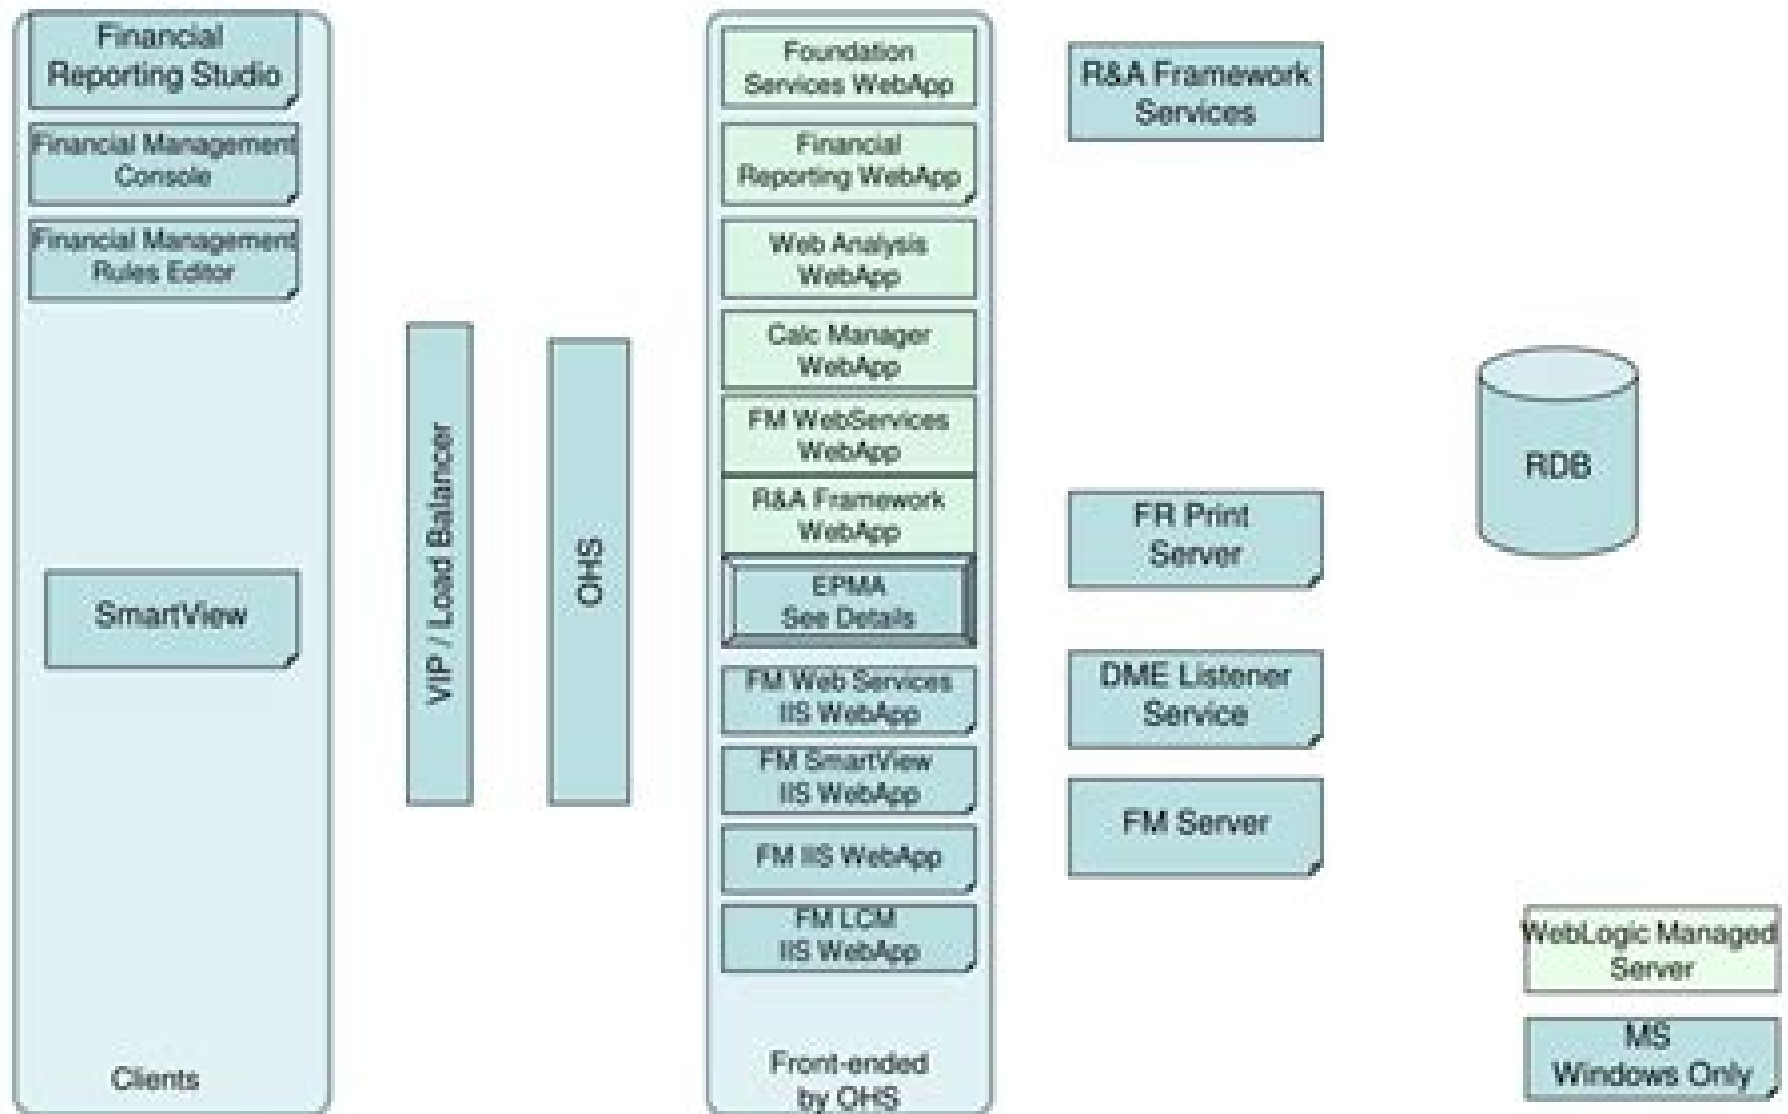 Financial
Reporting Studio
Financial Management
Console
Financial Management
Rules Editor
SmartView
Clients
VIP / Load Balancer
OHS
Foundation
Services WebApp
Financial
Reporting WebApp
Web Analysis
WebApp
Calc Manager
WebApp
FM WebServices
WebApp
R&A Framework
WebApp
EPMA
See Details
FM Web Services
IIS WebApp
FM SmartView
IIS WebApp
FM IIS WebApp
FM LCM
IIS WebApp
Front-ended
by OHS
R&A Framework
Services
FR Print
Server
DME Listener
Service
FM Server
RDB
WebLogic Managed
Server
MS
Windows Only